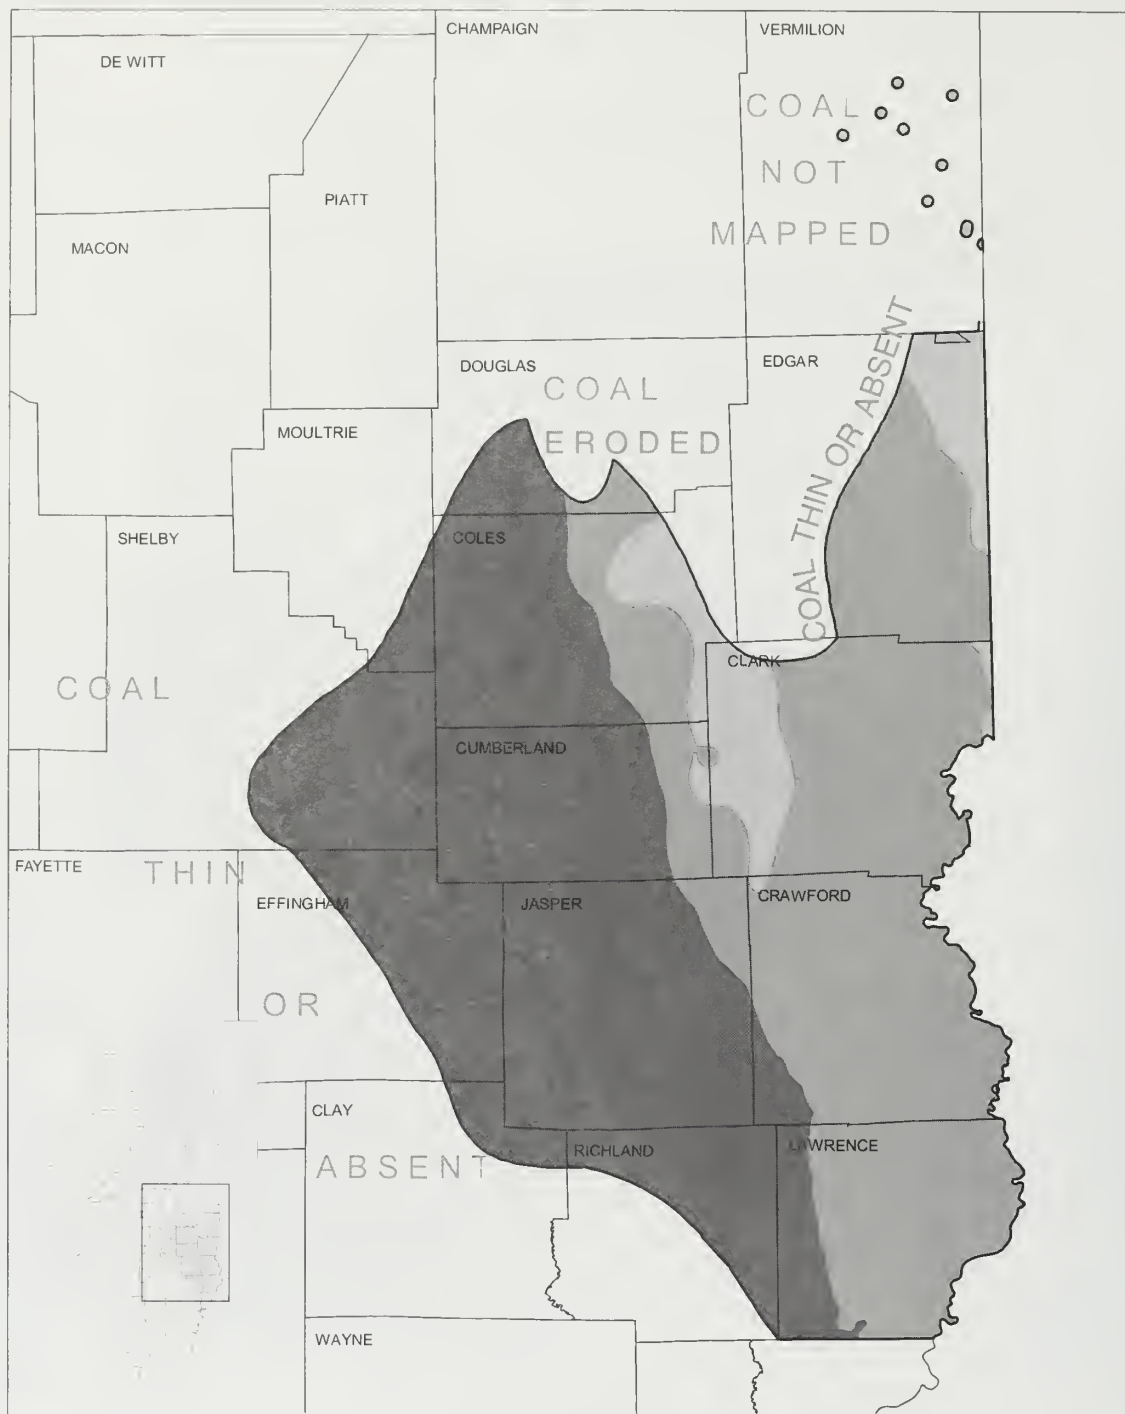 CHAMPAIGN
VERMILION
DE WITT
COAL
NOT
MAPPED
PIATT
MACON
DOUGLAS
EDGAR
COAL
ERODED
COAL THIN OR ABSENT
MOULTRIE
SHELBY
COLES
CLARK
COAL
CUMBERLAND
FAYETTE
THIN
EFFINGHAM
JASPER
CRAWFORD
OR
CLAY
ABSENT
RICHLAND
LAWRENCE
WAYNE